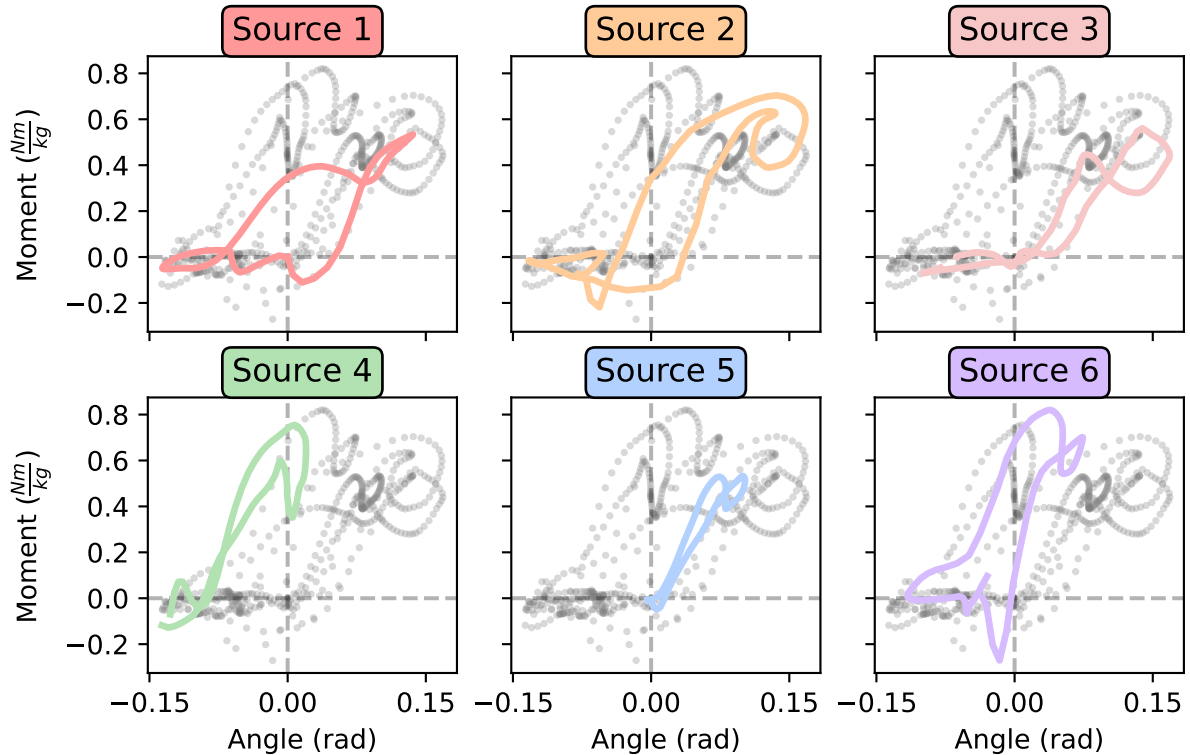 Source 1
Source 2
Source 3
Moment (Nm/kg)
0.8
0.6
0.4
0.2
0.0
−0.2
Source 4
Source 5
Source 6
Moment (Nm/kg)
0.8
0.6
0.4
0.2
0.0
−0.2
−0.15 0.00 0.15
−0.15 0.00 0.15
−0.15 0.00 0.15
Angle (rad)
Angle (rad)
Angle (rad)